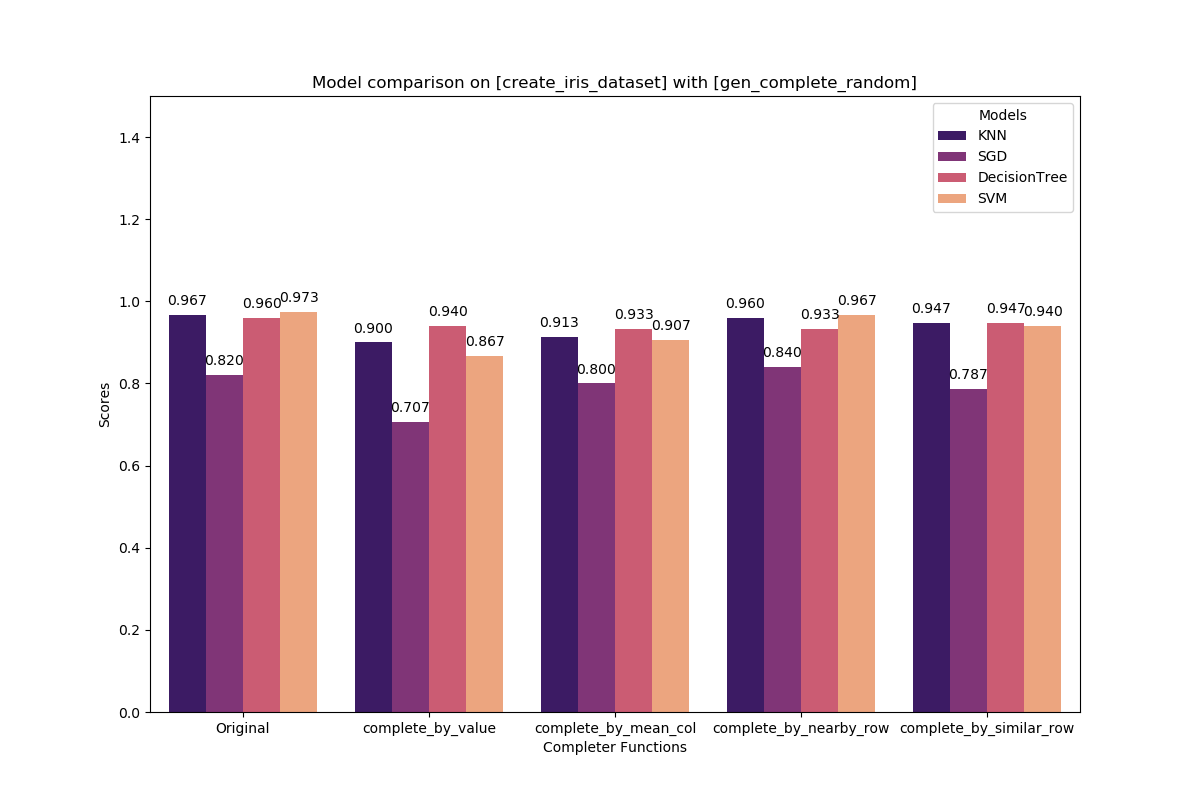 Model comparison on [create_iris_dataset] with [gen_complete_random]
Models
KNN
SGD
DecisionTree
SVM
Scores
1.4
1.2
1.0
0.8
0.6
0.4
0.2
0.0
0.967 0.820 0.960 0.973
0.900 0.707 0.940 0.867
0.913 0.800 0.933 0.907
0.960 0.840 0.933 0.967
0.947 0.787 0.947 0.940
Original complete_by_value complete_by_mean_col complete_by_nearby_row complete_by_similar_row
Completer Functions